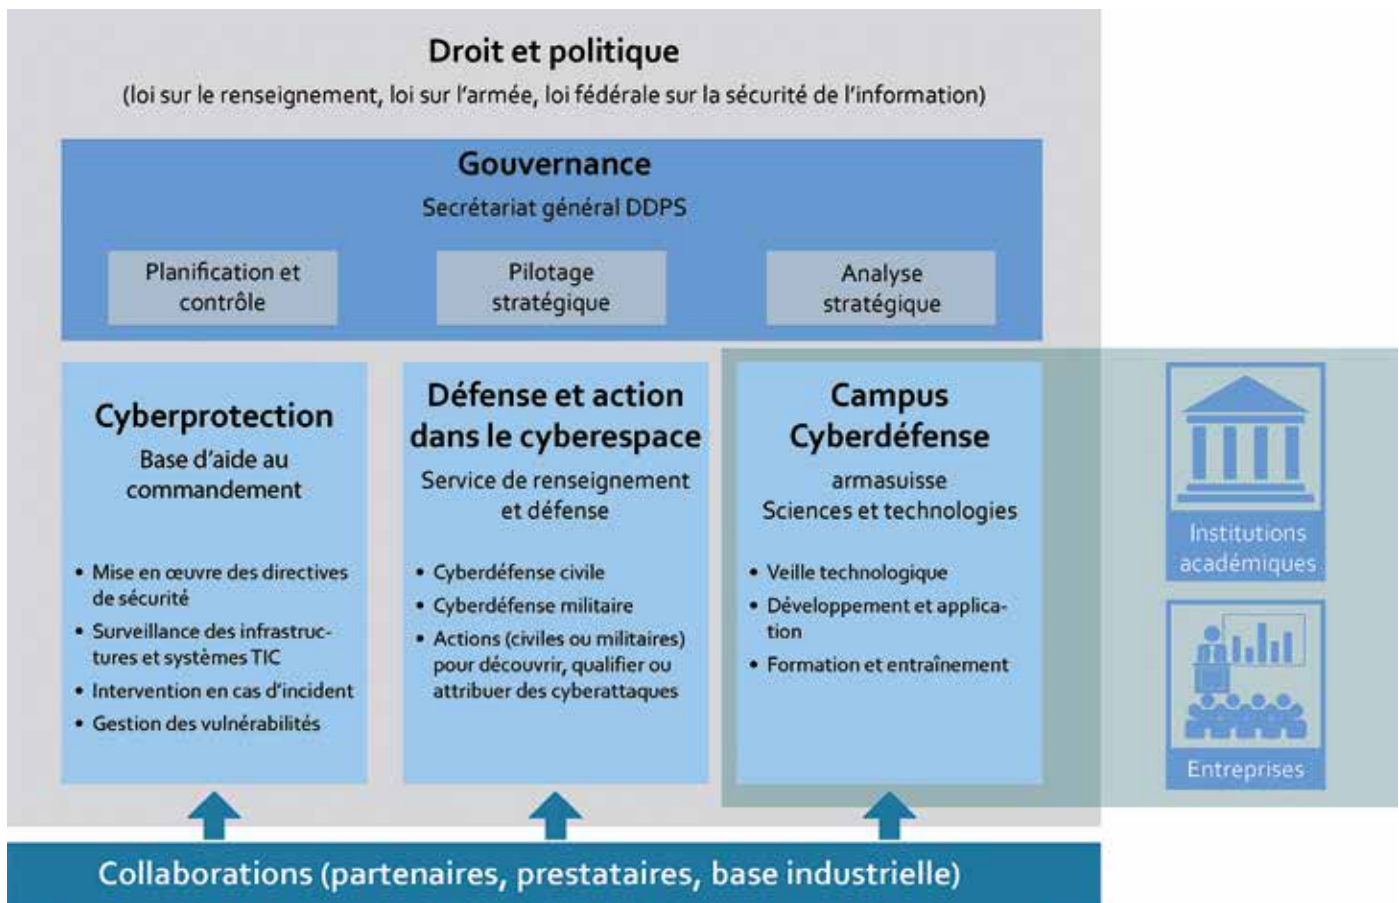 Droit et politique
(loi sur le renseignement, loi sur l'armée, loi fédérale sur la sécurité de l'information)
Gouvernance
Secrétariat général DDPS
Planification et
contrôle
Pilotage
stratégique
Analyse
stratégique
Cyberprotection
Base d'aide au
commandement
• Mise en œuvre des directives
de sécurité
• Surveillance des infrastruc-
tures et systèmes TIC
• Intervention en cas d'incident
• Gestion des vulnérabilités
Défense et action
dans le cyberespace
Service de renseignement
et défense
• Cyberdéfense civile
• Cyberdéfense militaire
• Actions (civiles ou militaires)
pour découvrir, qualifier ou
attribuer des cyberattaques
Campus
Cyberdéfense
armasuisse
Sciences et technologies
• Veille technologique
• Développement et applica-
tion
• Formation et entraînement
Institutions
académiques
Entreprises
Collaborations (partenaires, prestataires, base industrielle)